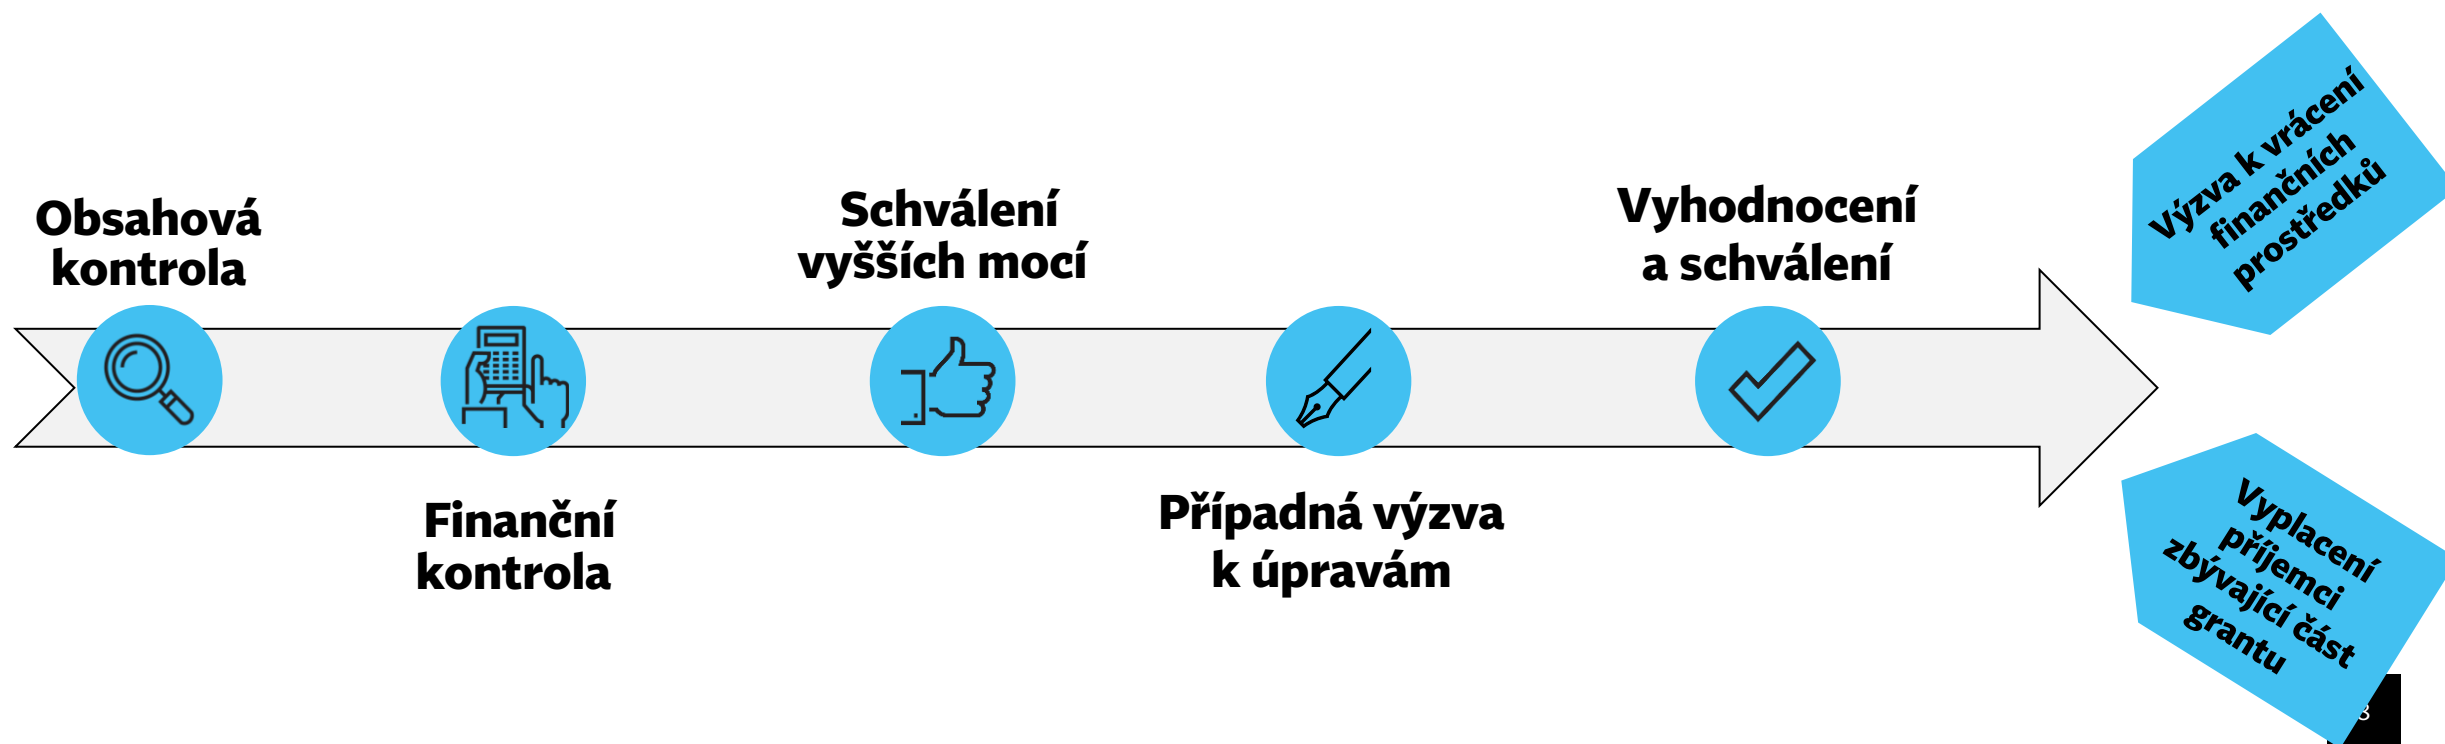 Obsahová
kontrola
Finanční
kontrola
Schválení
vyšších mocí
Případná výzva
k úpravám
Vyhodnocení
a schválení
Výzva k vrácení
finančních
prostředků
Vyplacení
příjemci
zbývající část
grantu